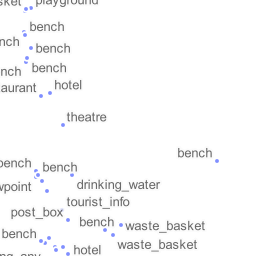 sket playground
bench
nch
bench
bench
nch
aurant hotel
theatre
bench
bench bench
wpoint drinking_water
tourist_info
post_box
bench waste_basket
bench
waste_basket
hotel